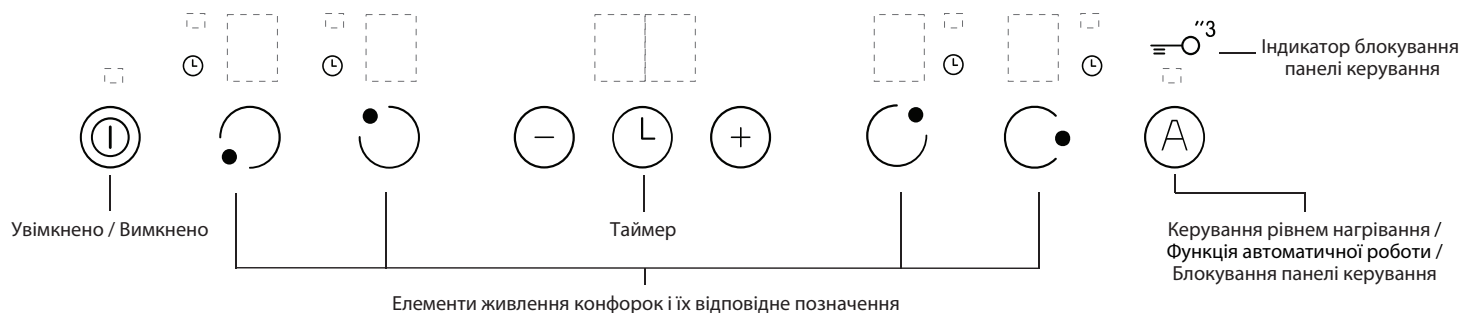 "3
Індикатор блокування
панелі керування
A
Увімкнено / Вимкнено
Таймер
Керування рівнем нагрівання /
Функція автоматичної роботи /
Блокування панелі керування
Елементи живлення конфорок і їх відповідне позначення